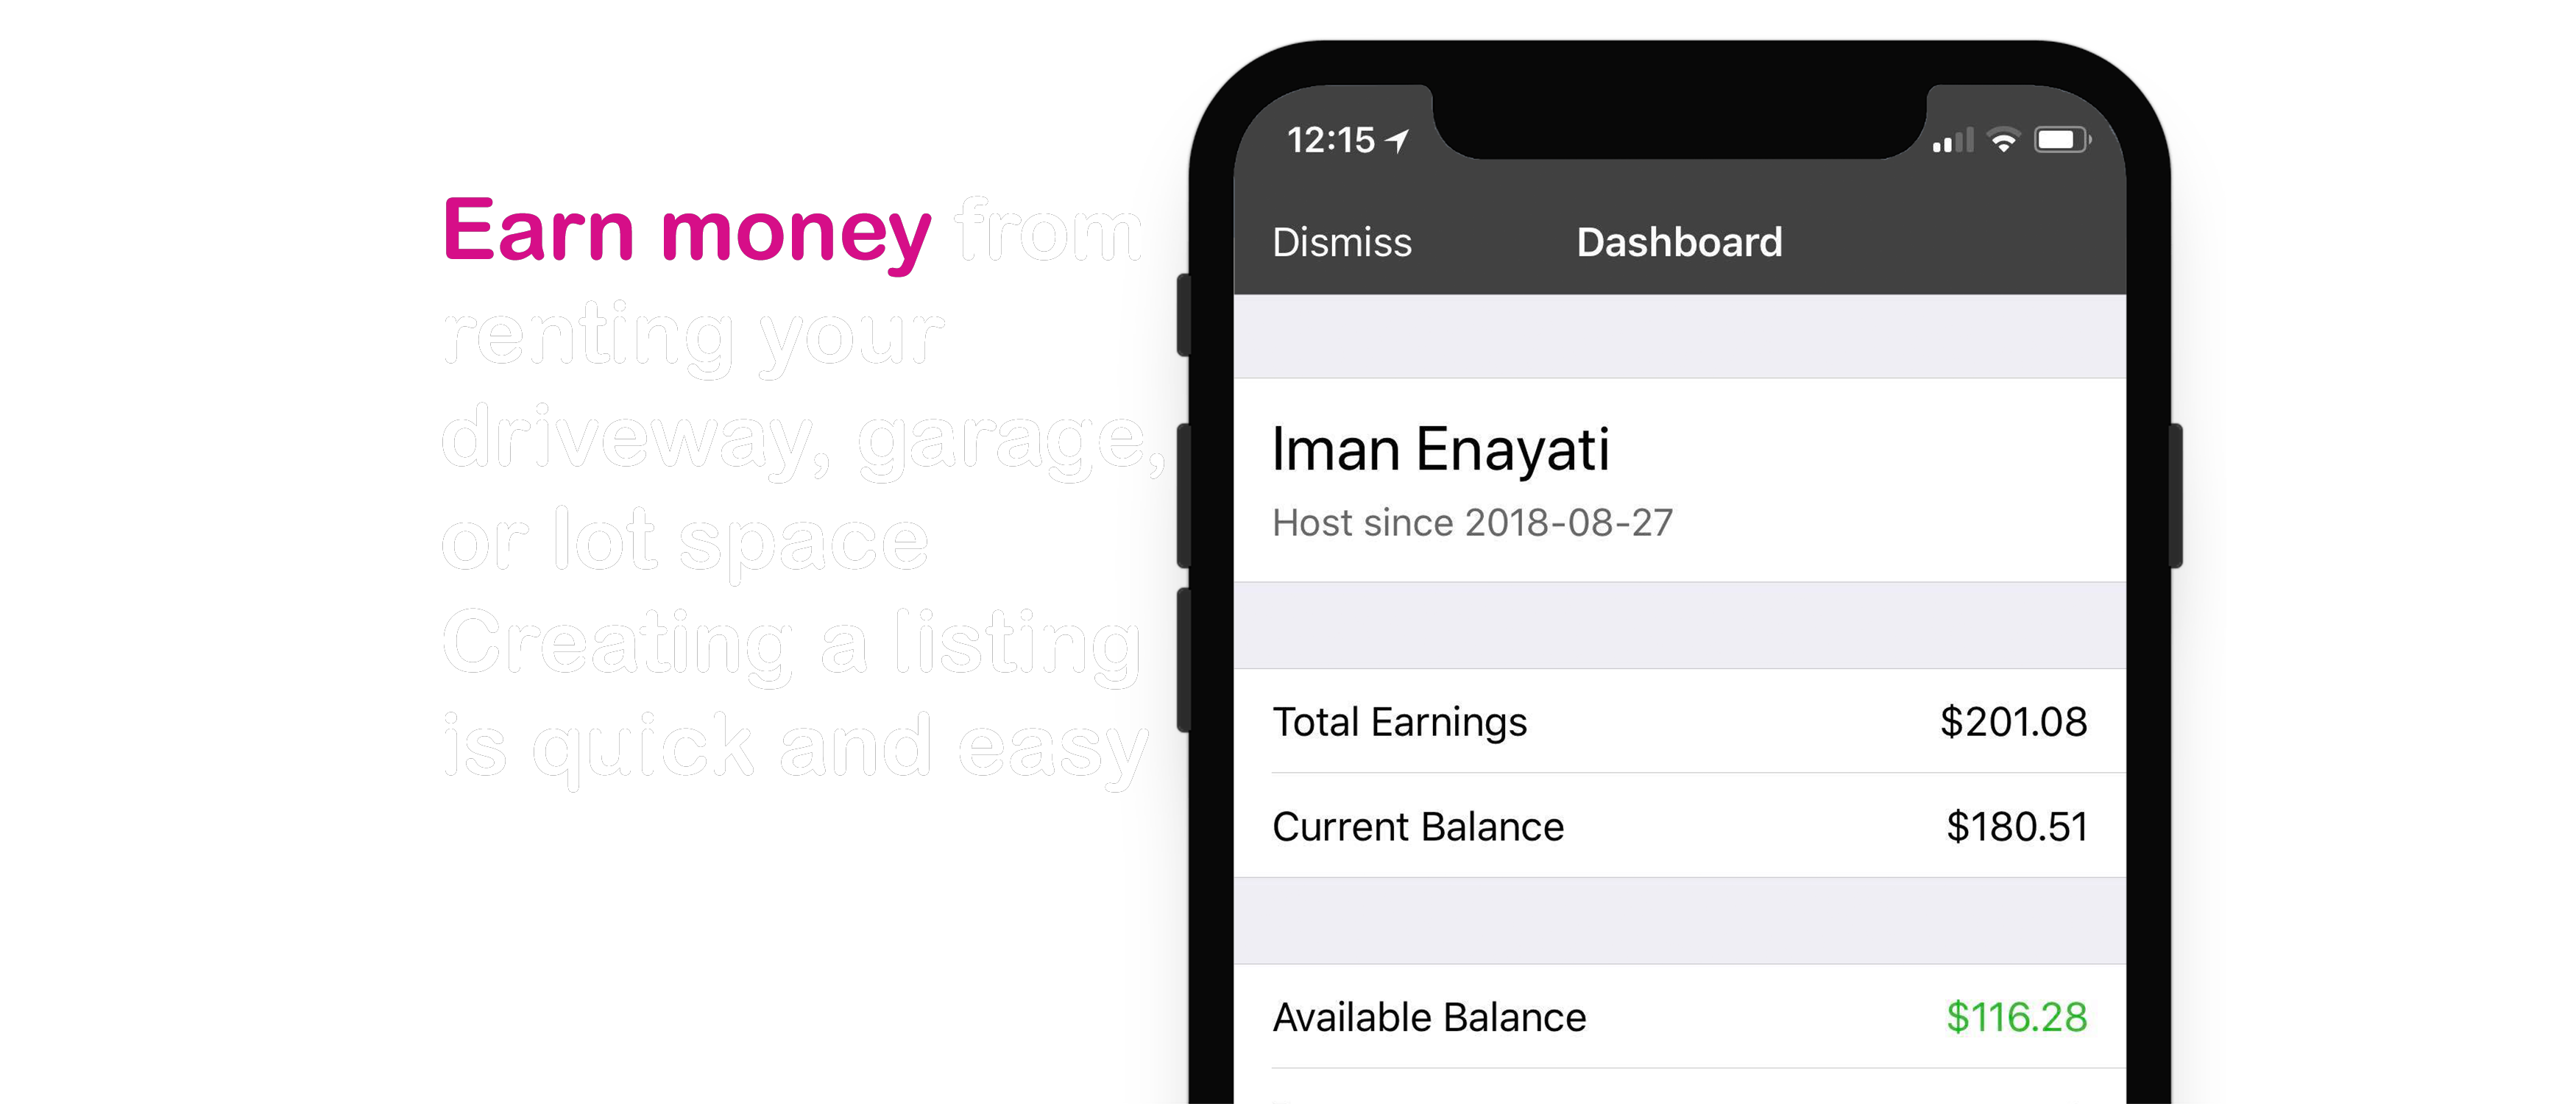 Earn money from
renting your
driveway, garage,
or lot space
Creating a listing
is quick and easy
12:15
Dismiss
Dashboard
Iman Enayati
Host since 2018-08-27
Total Earnings $201.08
Current Balance $180.51
Available Balance $116.28